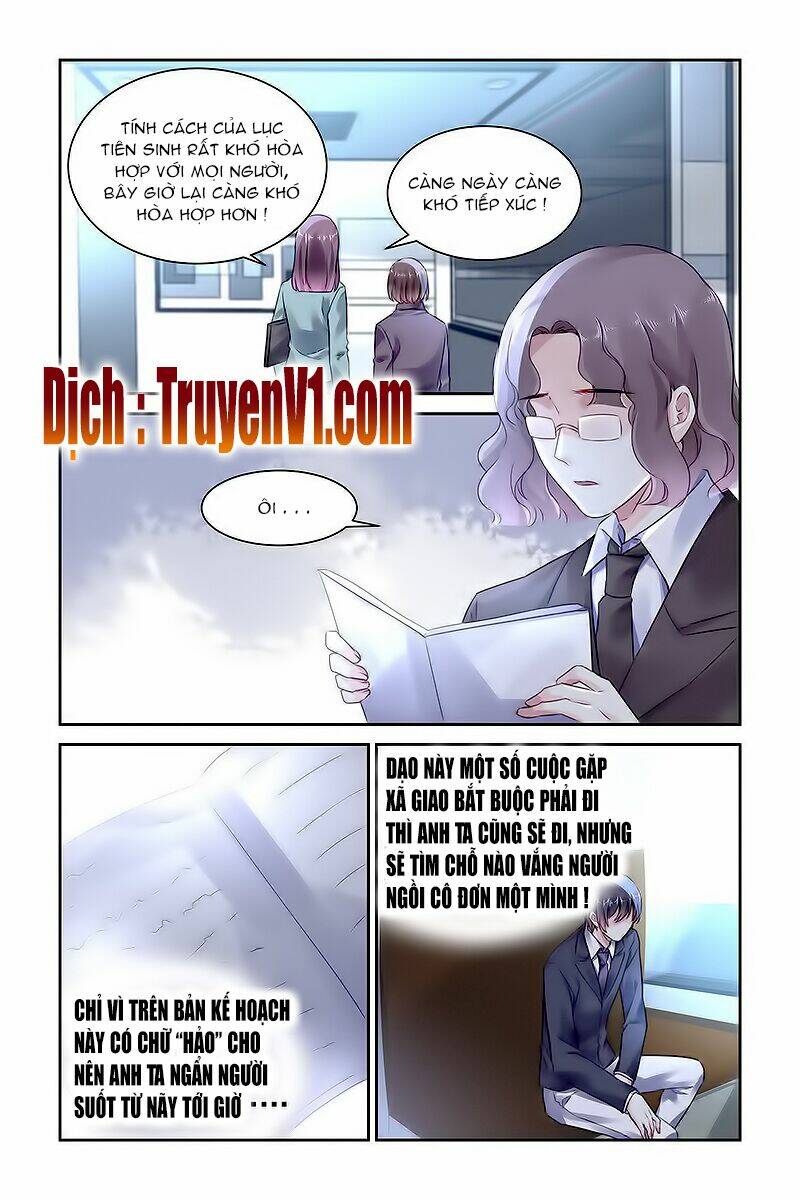 TÍNH CÁCH CỦA LỤC
TIÊN SINH RẤT KHÓ HÒA
HỢP VỚI MỌI NGƯỜI,
BÂY GIỜ LẠI CÀNG KHÓ
HÒA HỢP HƠN !
CÀNG NGÀY CÀNG
KHÓ TIẾP XÚC !
Dịch : TruyenV1.com
ÔI . . .
DẠO NÀY MỘT SỐ CUỘC GẶP
XÃ GIAO BẮT BUỘC PHẢI ĐI
THÌ ANH TA CŨNG SẼ ĐI, NHƯNG
SẼ TÌM CHỖ NÀO VẮNG NGƯỜI
NGỒI CÔ ĐƠN MỘT MÌNH !
CHỈ VÌ TRÊN BẢN KẾ HOẠCH
NÀY CÓ CHỮ “HẢO” CHO
NÊN ANH TA NGẨN NGƯỜI
SUỐT TỪ NÃY TỚI GIỜ ····